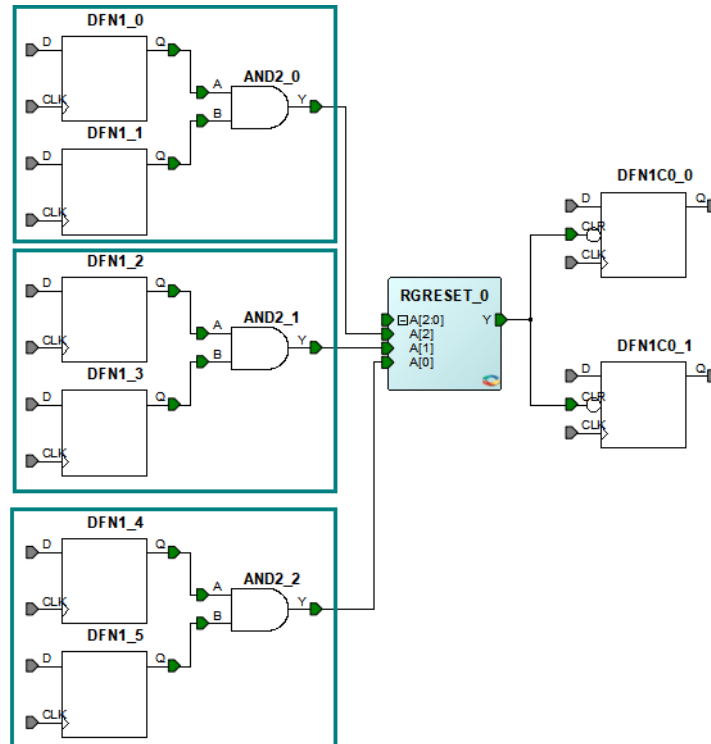 DFN1_0
D
Q
CLK
AND2_0
A
B
Y
DFN1_1
D
Q
CLK
DFN1_2
D
Q
CLK
AND2_1
A
B
Y
DFN1_3
D
Q
CLK
DFN1_4
D
Q
CLK
AND2_2
A
B
Y
DFN1_5
D
Q
CLK
RGRESET_0
A[2:0]
Y
A[2]
A[1]
A[0]
DFN1C0_0
D
Q
CLR
CLK
DFN1C0_1
D
Q
CLR
CLK